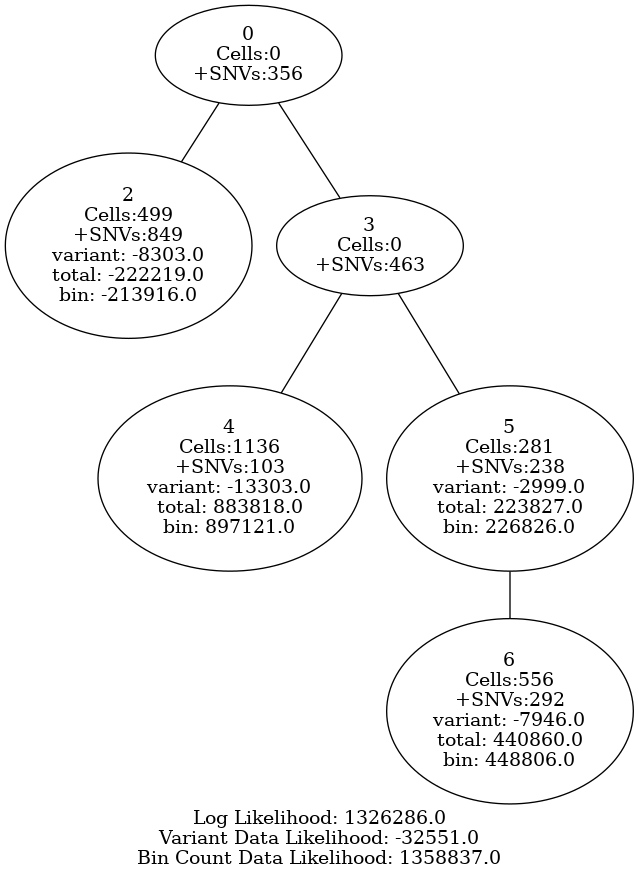 0
Cells:0
+SNVs:356
2
Cells:499
+SNVs:849
variant: -8303.0
total: -222219.0
bin: -213916.0
3
Cells:0
+SNVs:463
4
Cells:1136
+SNVs:103
variant: -13303.0
total: 883818.0
bin: 897121.0
5
Cells:281
+SNVs:238
variant: -2999.0
total: 223827.0
bin: 226826.0
6
Cells:556
+SNVs:292
variant: -7946.0
total: 440860.0
bin: 448806.0
Log Likelihood: 1326286.0
Variant Data Likelihood: -32551.0
Bin Count Data Likelihood: 1358837.0